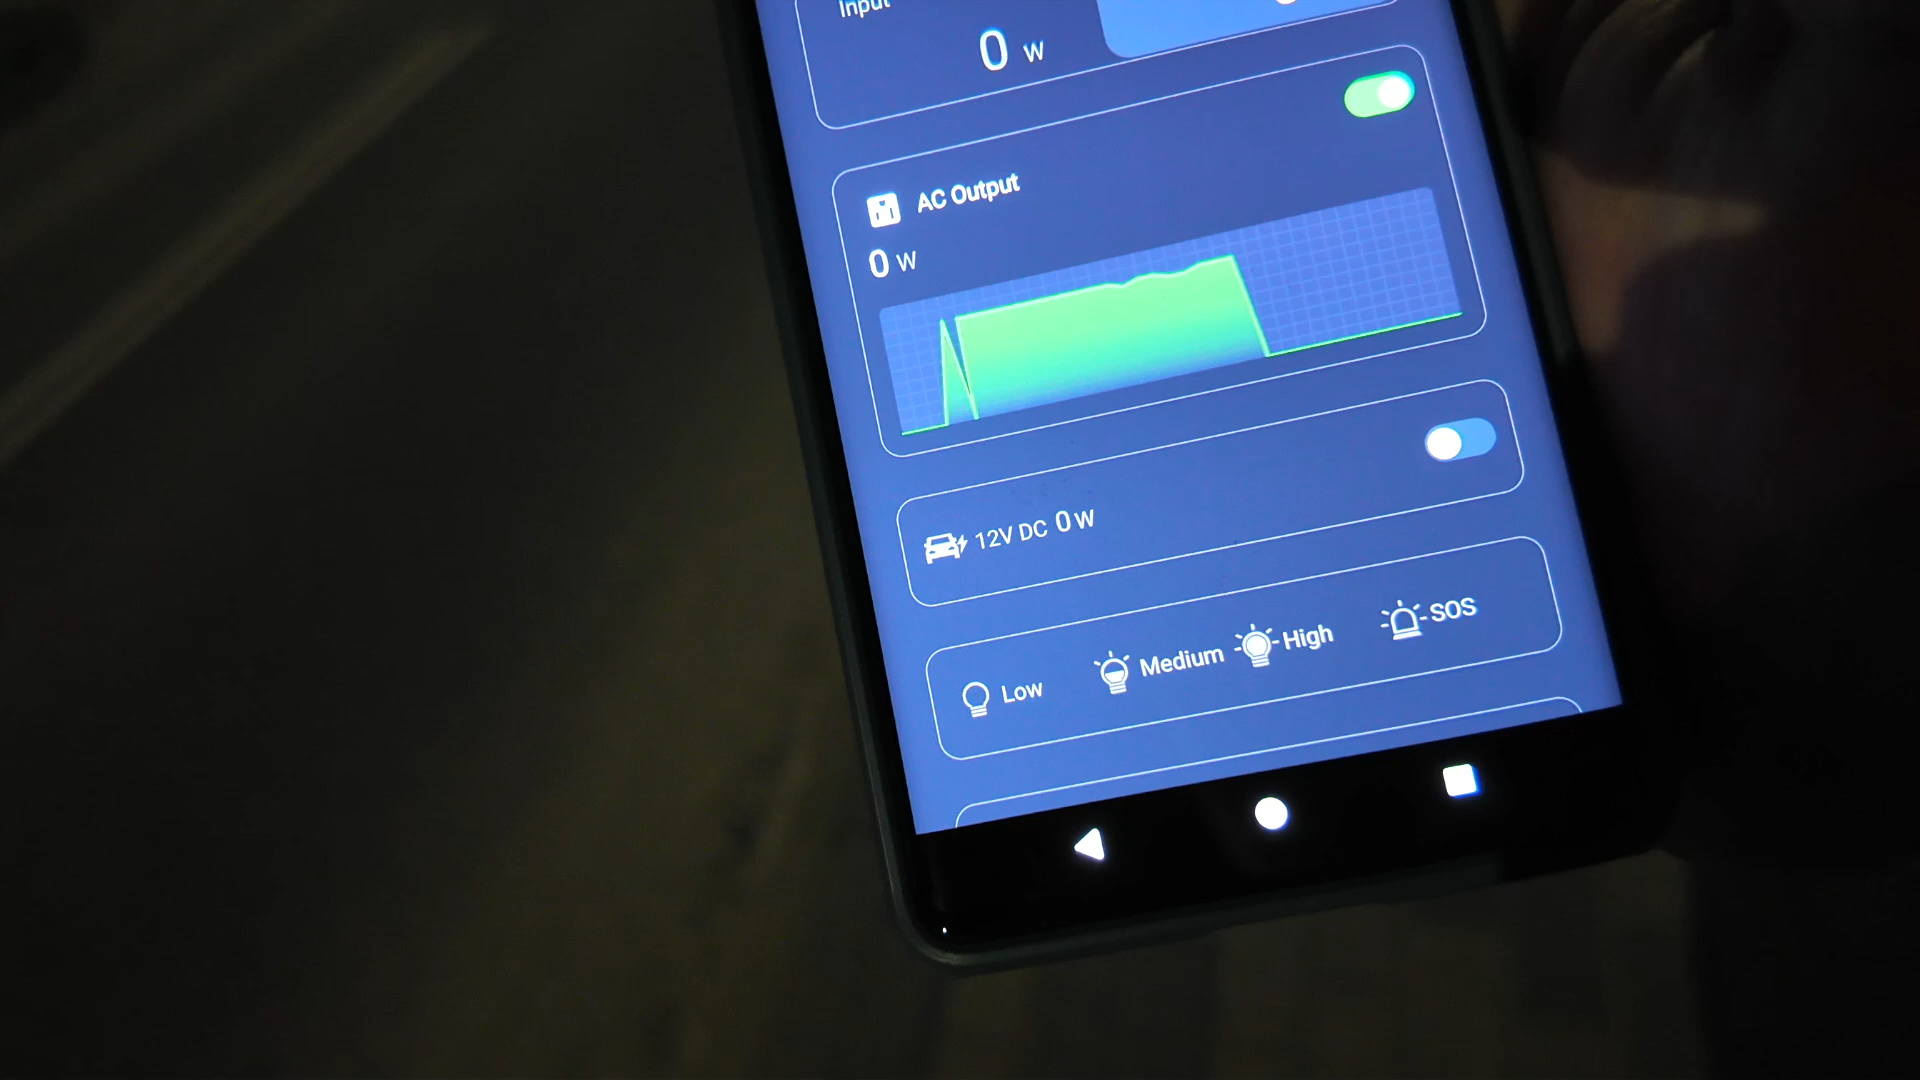 Input
0 W
AC Output
0 W
12V DC 0 W
Low Medium High SOS